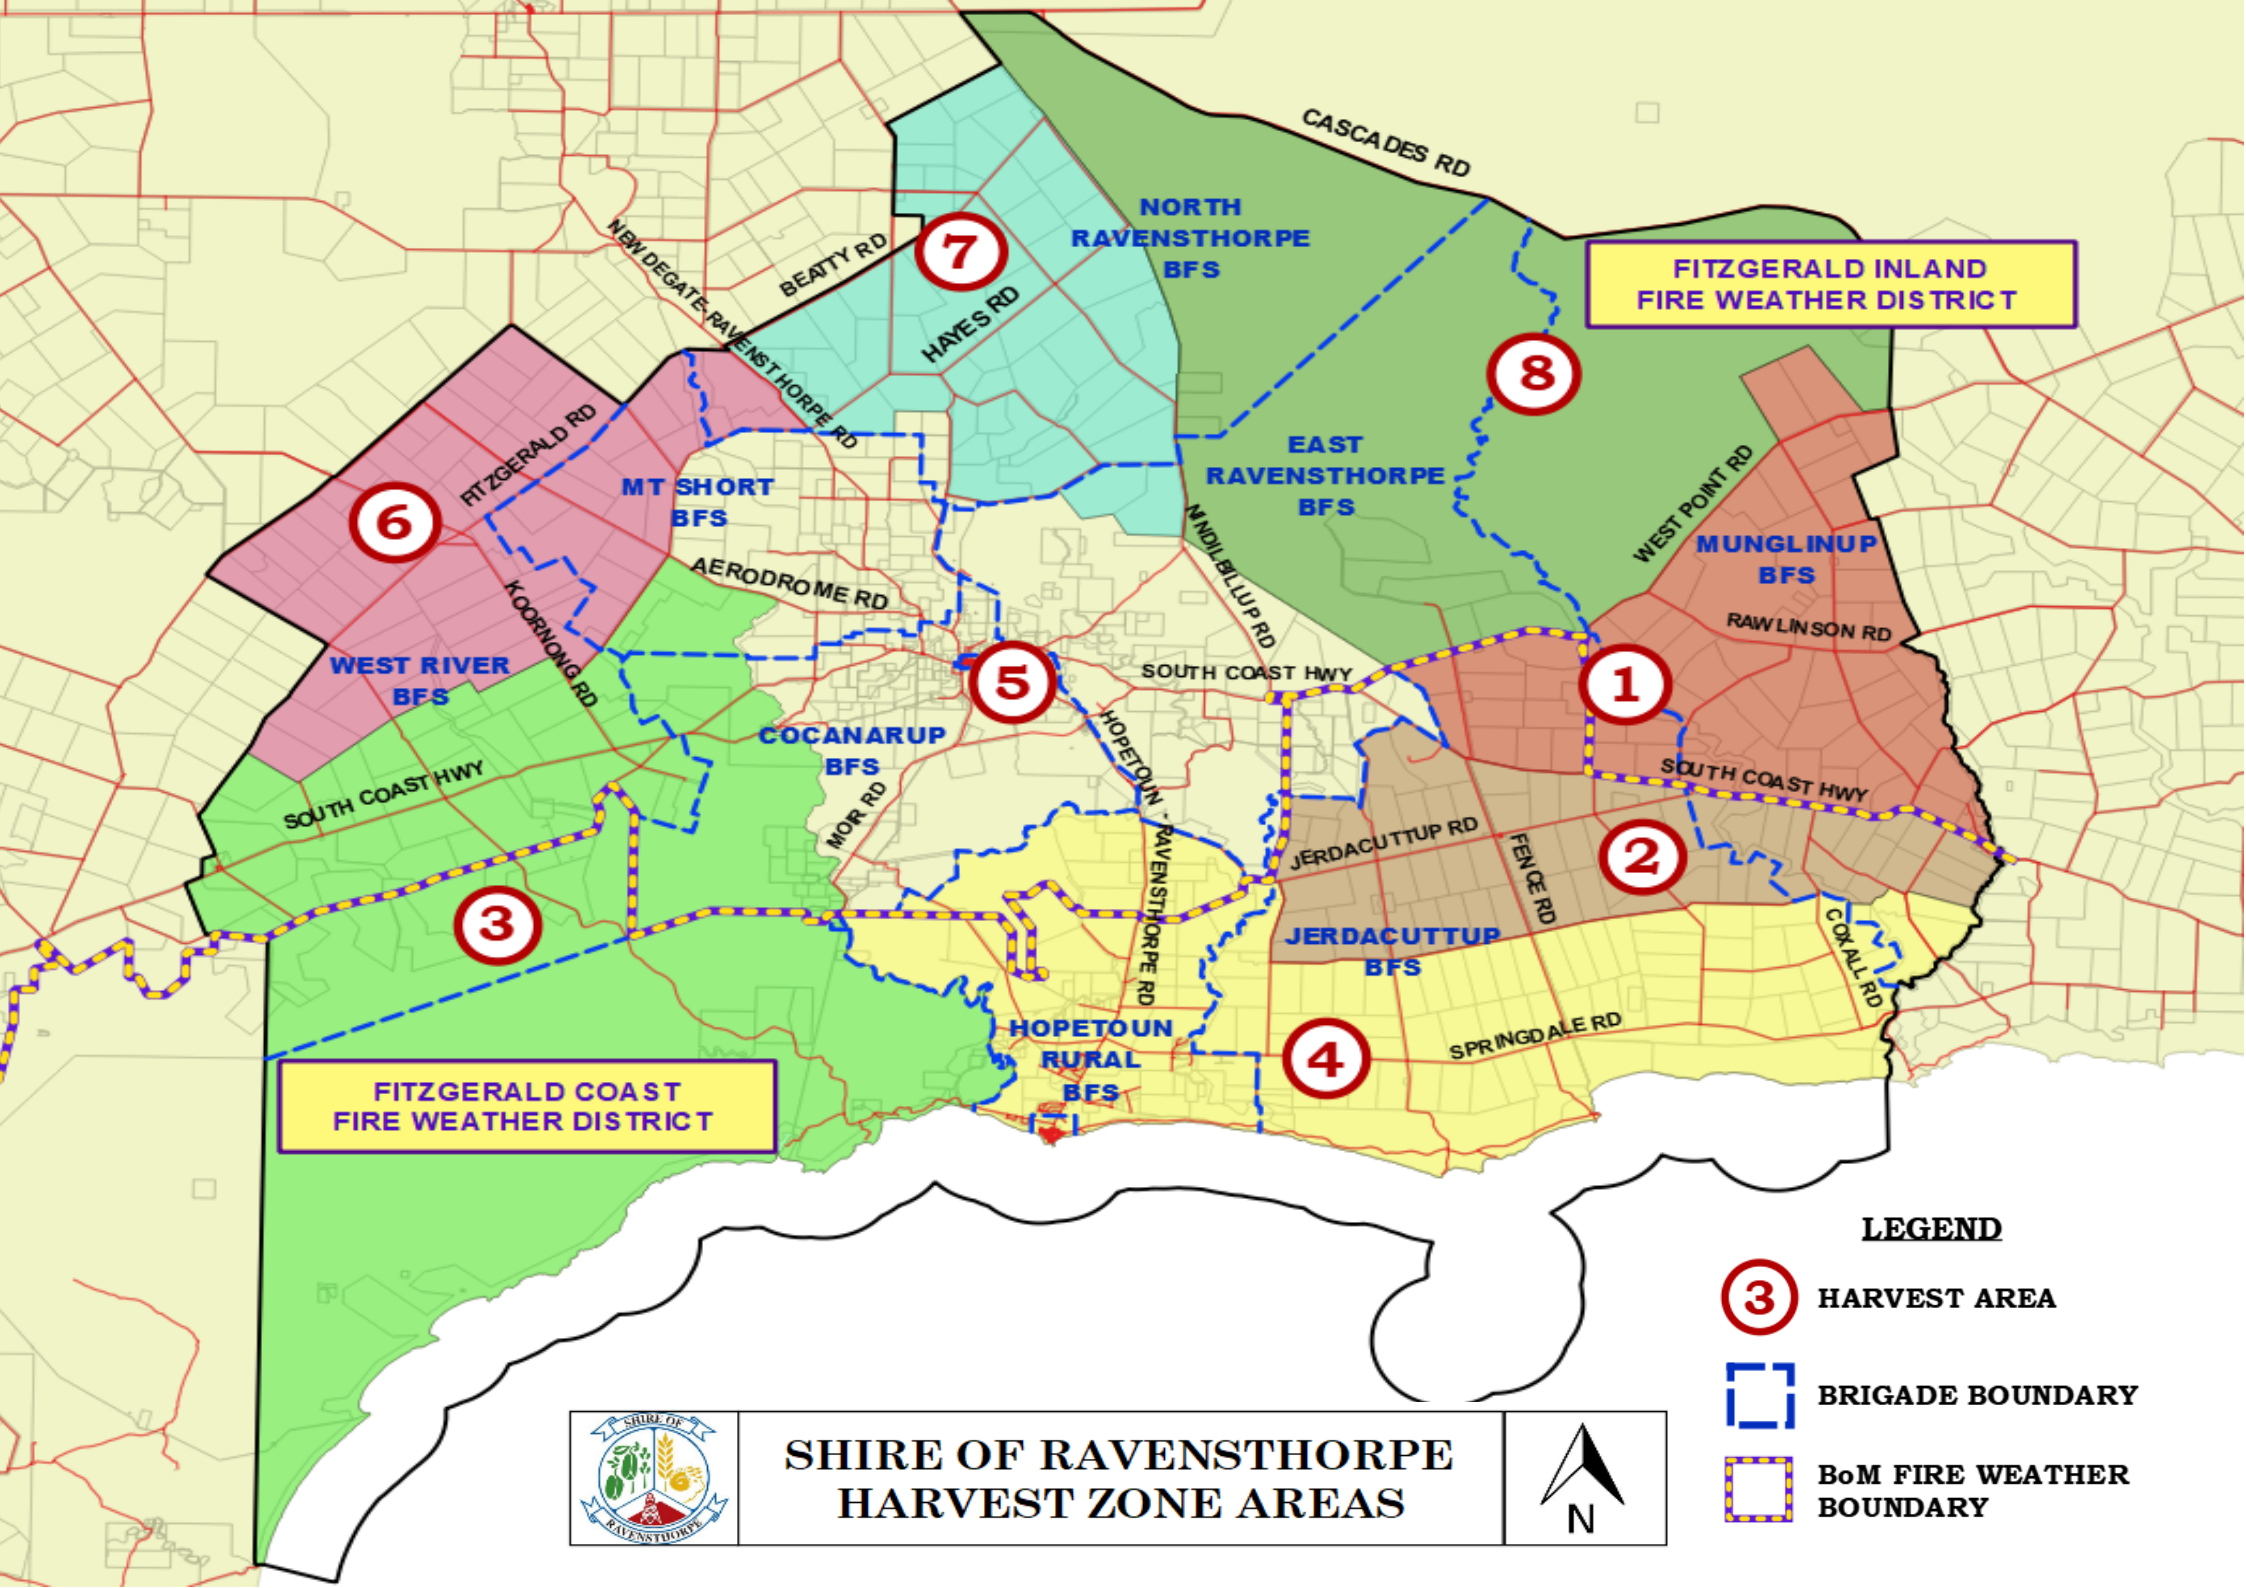 CASCADES RD
NORTH
RAVENSTHORPE
BFS
7
BEATTY RD
NEWDEGATE-RAVENSTHORPE RD
HAYES RD
FITZGERALD INLAND
FIRE WEATHER DISTRICT
8
EAST
RAVENSTHORPE
BFS
FITZGERALD RD
6
MT SHORT
BFS
WEST POINT RD
MUNGLINUP
BFS
NINDILBILLUP RD
AERODROME RD
KOORNONG RD
RAWLINSON RD
WEST RIVER
BFS
5
SOUTH COAST HWY
1
COCANARUP
BFS
HOPETOUN - RAVENSTHORPE RD
SOUTH COAST HWY
SOUTH COAST HWY
MOIR RD
JERDACUTTUP RD
FENCE RD
2
3
JERDACUTTUP
BFS
COXALL RD
HOPETOUN
RURAL
BFS
4
SPRINGDALE RD
FITZGERALD COAST
FIRE WEATHER DISTRICT
LEGEND
3
HARVEST AREA
BRIGADE BOUNDARY
BoM FIRE WEATHER
BOUNDARY
SHIRE OF
RAVENSTHORPE
SHIRE OF RAVENSTHORPE
HARVEST ZONE AREAS
N